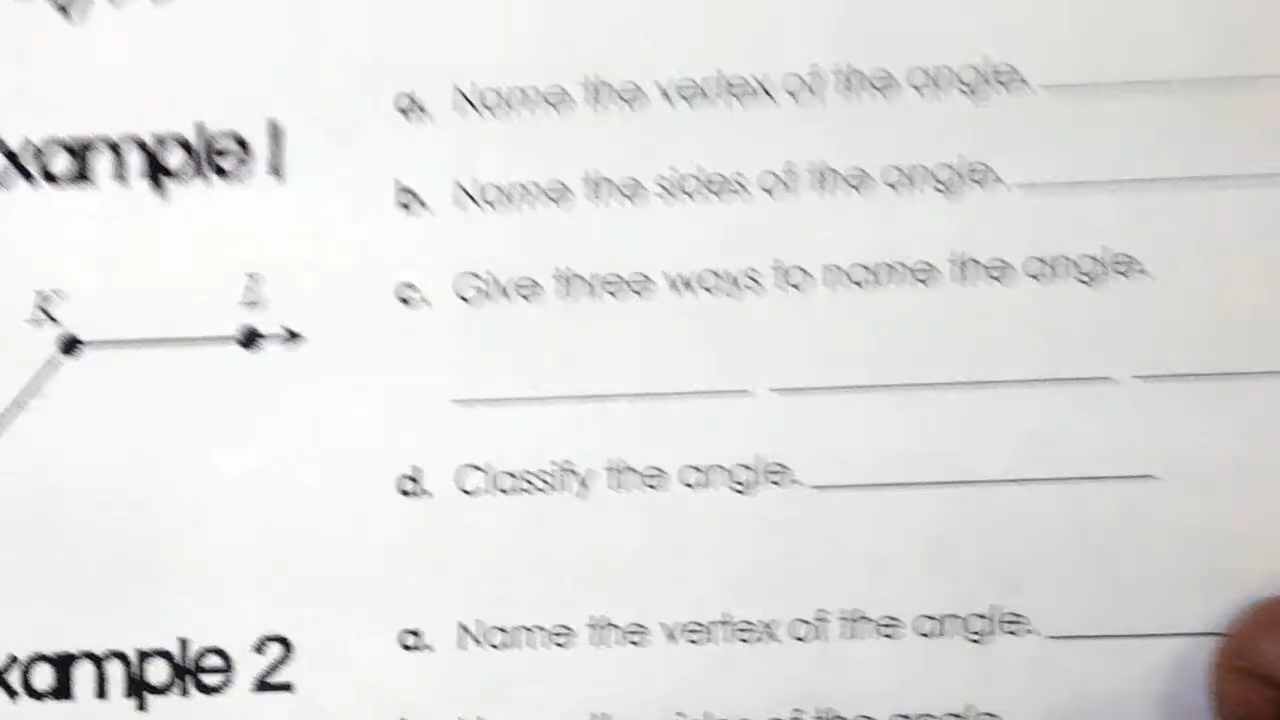 xample 1
a. Name the vertex of the angle.
b. Name the sides of the angle.
c. Give three ways to name the angle.
K L
d. Classify the angle.
xample 2
a. Name the vertex of the angle.